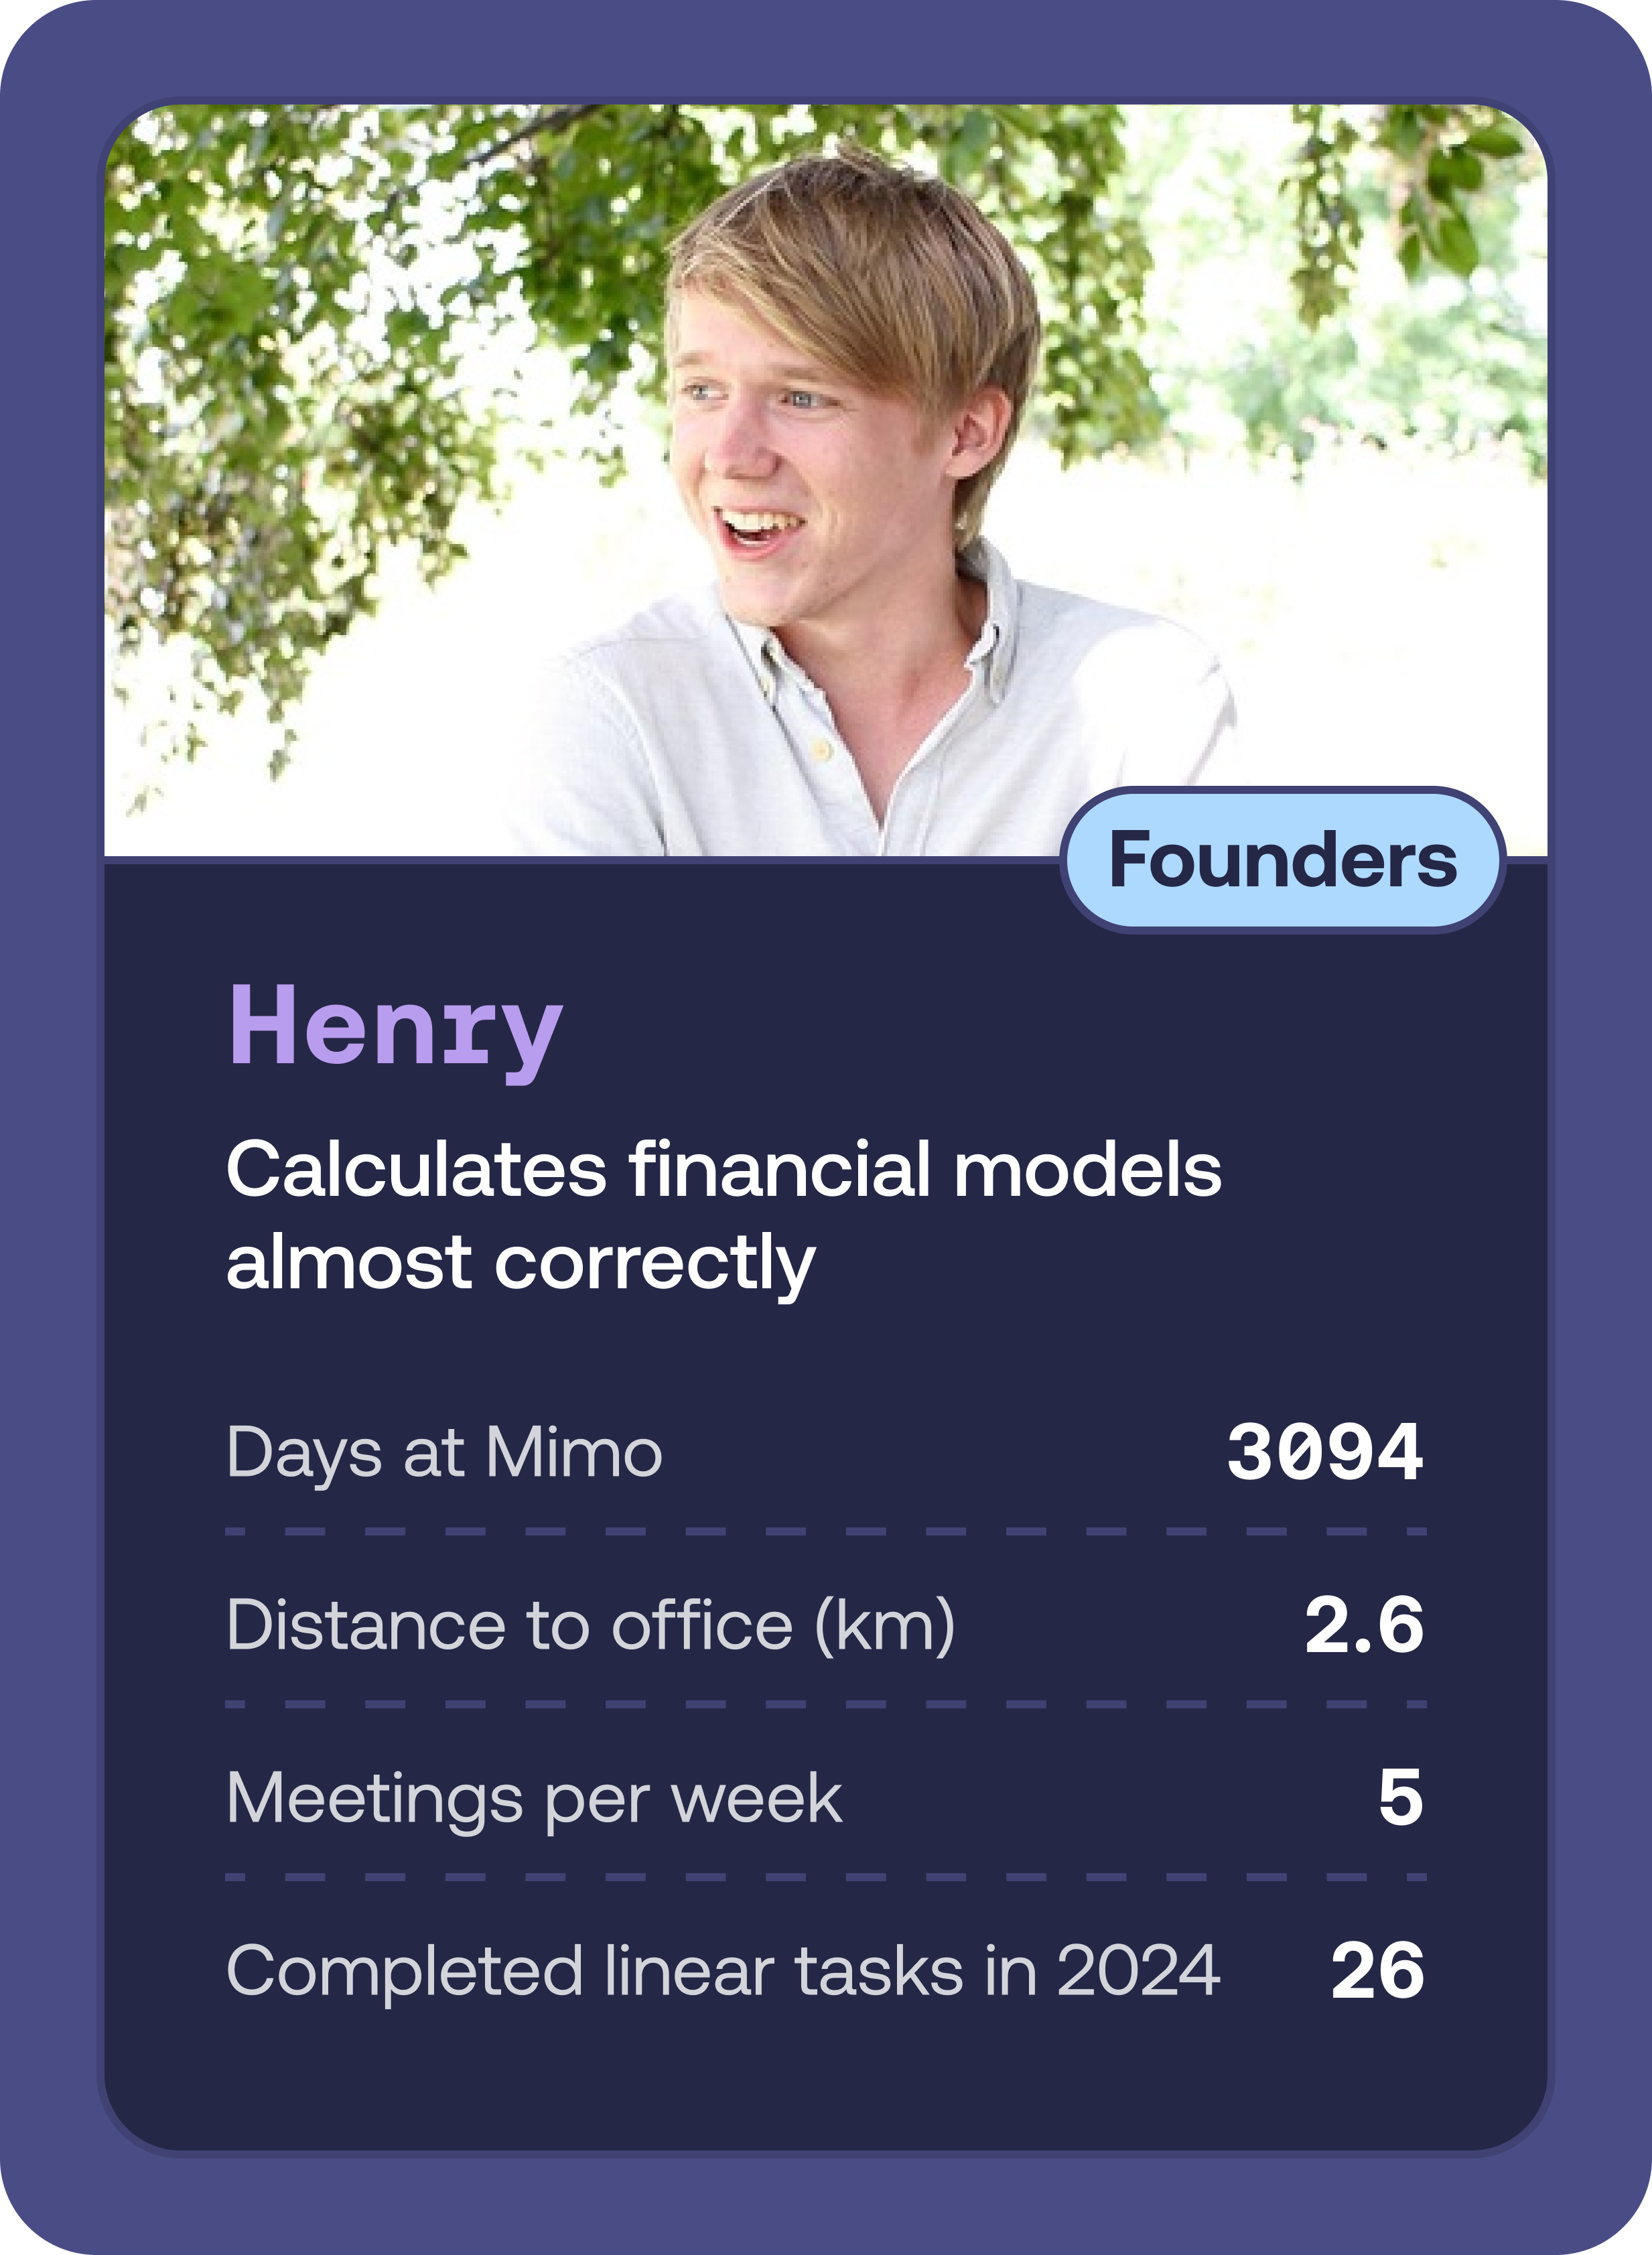 Founders
Henry
Calculates financial models
almost correctly
Days at Mimo 3094
Distance to office (km) 2.6
Meetings per week 5
Completed linear tasks in 2024 26